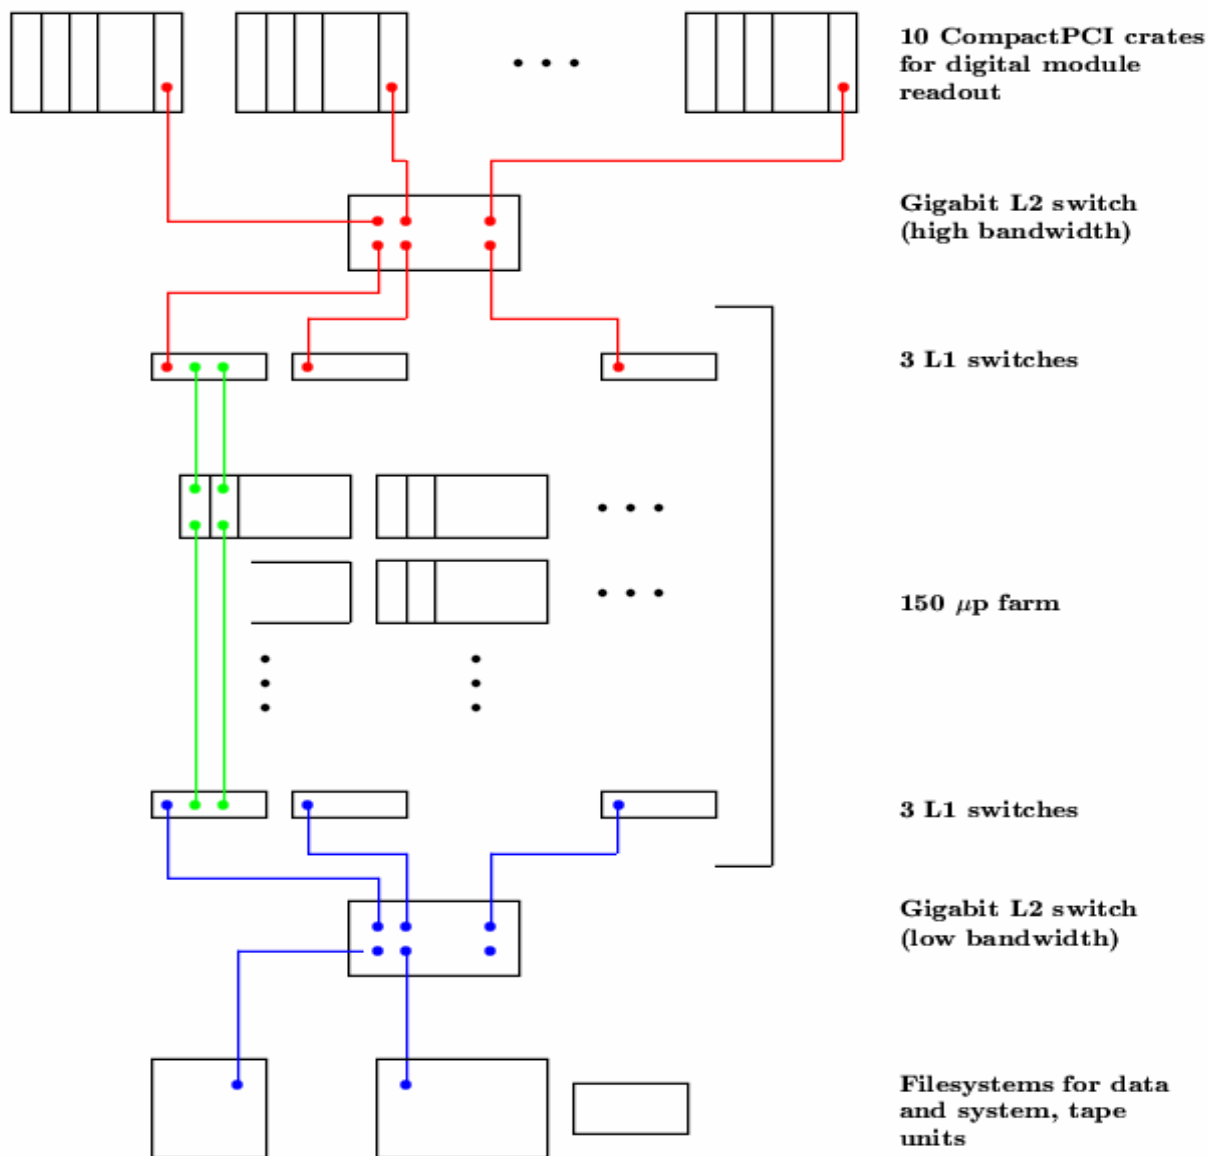 10 CompactPCI crates
for digital module
readout
Gigabit L2 switch
(high bandwidth)
3 L1 switches
150 μp farm
3 L1 switches
Gigabit L2 switch
(low bandwidth)
Filesystems for data
and system, tape
units